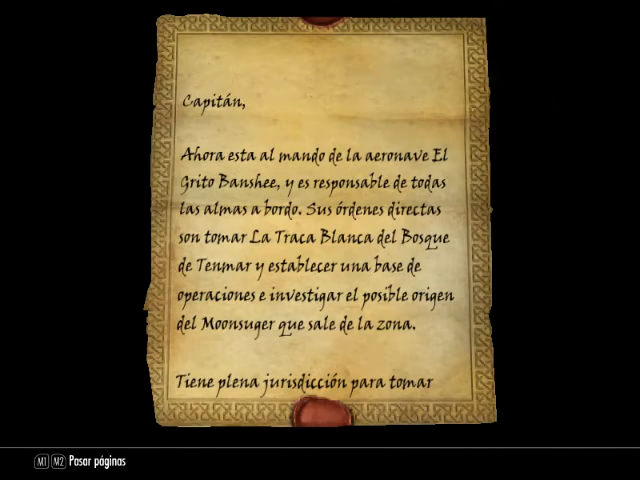 Capitán,
Ahora esta al mando de la aeronave El
Grito Banshee, y es responsable de todas
las almas a bordo. Sus órdenes directas
son tomar La Traca Blanca del Bosque
de Tenmar y establecer una base de
operaciones e investigar el posible origen
del Moonsuger que sale de la zona.
Tiene plena jurisdicción para tomar
M1 M2 Pasar páginas